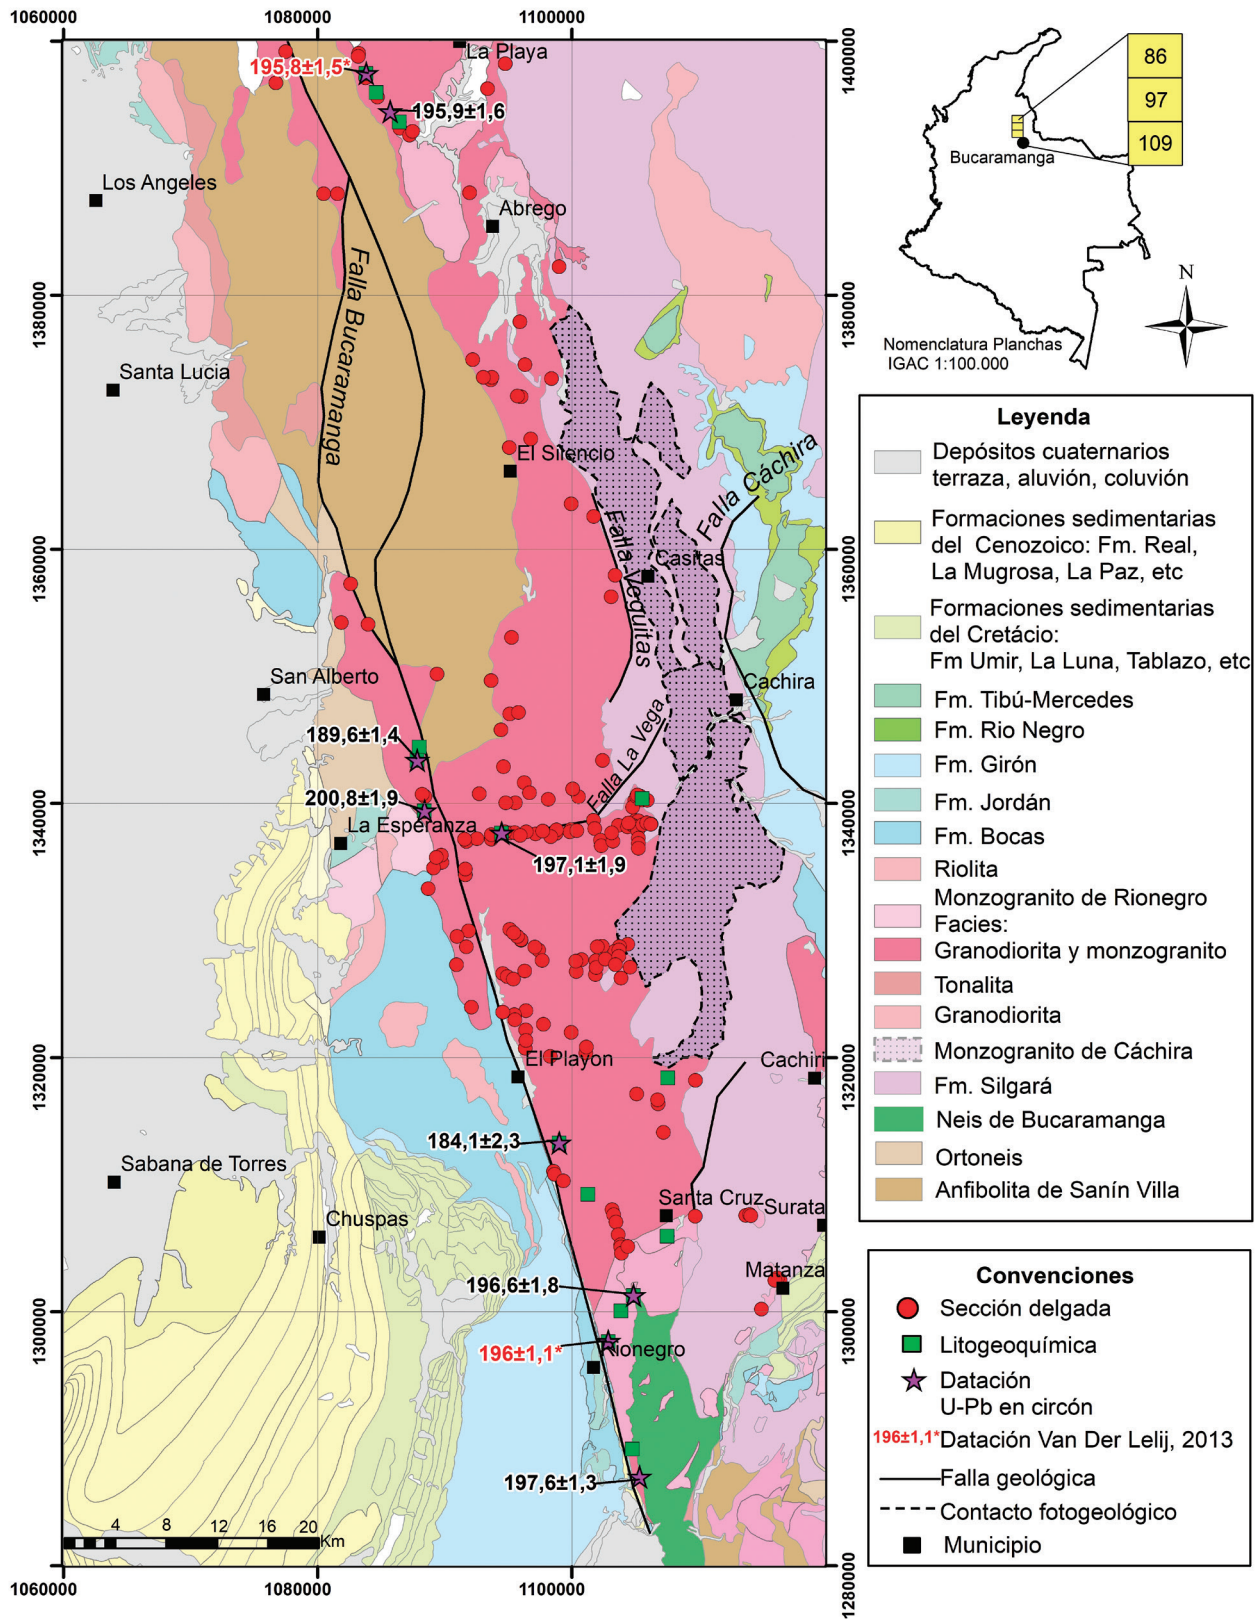 1060000
1080000
1100000
1400000
1380000
1360000
1340000
1320000
1300000
1280000
1380000
1360000
1340000
1320000
1300000
1060000
1080000
1100000
La Playa
195,8±1,5*
195,9±1,6
Los Angeles
Abrego
Falla Bucaramanga
Santa Lucia
El Silencio
Falla Cáchira
Falla Vequitas
Casitas
San Alberto
Cachira
189,6±1,4
Falla La Vega
200,8±1,9
La Esperanza
197,1±1,9
El Playon
Cachiri
184,1±2,3
Sabana de Torres
Santa Cruz
Surata
Chuspas
Matanza
196,6±1,8
196±1,1*
Rionegro
197,6±1,3
4
8
12
16
20
Km
86
97
109
Bucaramanga
N
Nomenclatura Planchas
IGAC 1:100.000
Leyenda
Depósitos cuaternarios
terraza, aluvión, coluvión
Formaciones sedimentarias
del Cenozoico: Fm. Real,
La Mugrosa, La Paz, etc
Formaciones sedimentarias
del Cretácio:
Fm Umir, La Luna, Tablazo, etc
Fm. Tibú-Mercedes
Fm. Rio Negro
Fm. Girón
Fm. Jordán
Fm. Bocas
Riolita
Monzogranito de Rionegro
Facies:
Granodiorita y monzogranito
Tonalita
Granodiorita
Monzogranito de Cáchira
Fm. Silgará
Neis de Bucaramanga
Ortoneis
Anfibolita de Sanín Villa
Convenciones
Sección delgada
Litogeoquímica
Datación
U-Pb en circón
196±1,1* Datación Van Der Lelij, 2013
Falla geológica
Contacto fotogeológico
Municipio